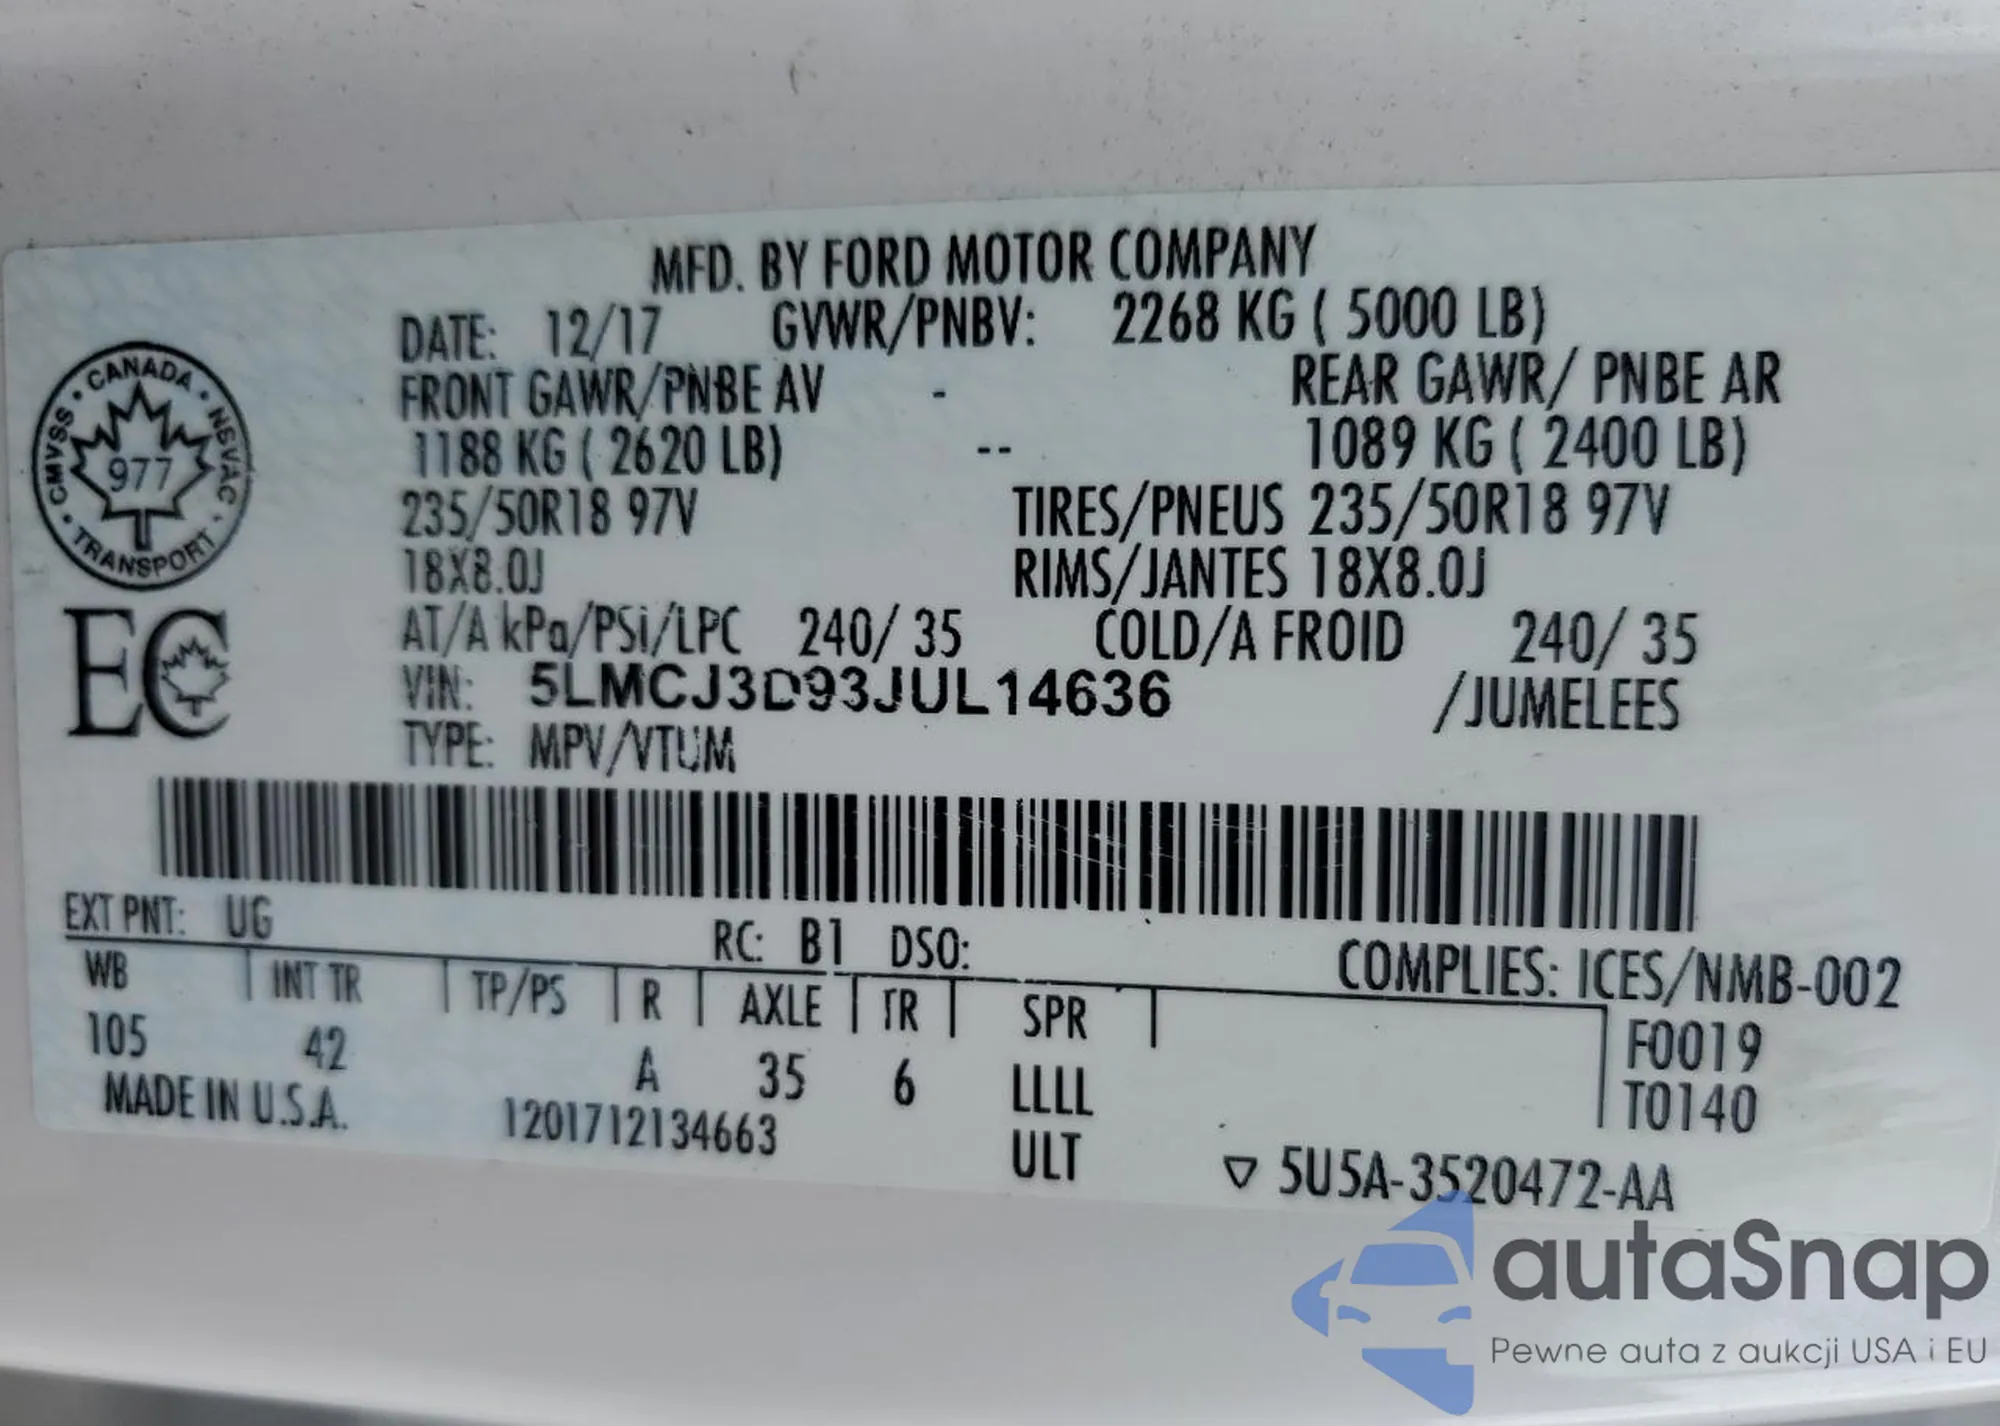 MFD. BY FORD MOTOR COMPANY
DATE: 12/17 GVWR/PNBV: 2268 KG ( 5000 LB)
FRONT GAWR/PNBE AV - REAR GAWR/ PNBE AR
1188 KG ( 2620 LB) -- 1089 KG ( 2400 LB)
235/50R18 97V TIRES/PNEUS 235/50R18 97V
18X8.0J RIMS/JANTES 18X8.0J
AT/A kPa/PSi/LPC 240/ 35 COLD/A FROID 240/ 35
VIN: 5LMCJ3D93JUL14636 /JUMELEES
TYPE: MPV/VTUM
CANADA
CMVSS • NSVAC
977
TRANSPORT
EC
EXT PNT: UG RC: B1 DSO: COMPLIES: ICES/NMB-002
WB | INT TR | TP/PS | R | AXLE | TR | SPR | F0019
105 42 A 35 6 LLLL T0140
MADE IN U.S.A. 1201712134663 ULT ▽ 5U5A-3520472-AA
autaSnap
Pewne auta z aukcji USA i EU